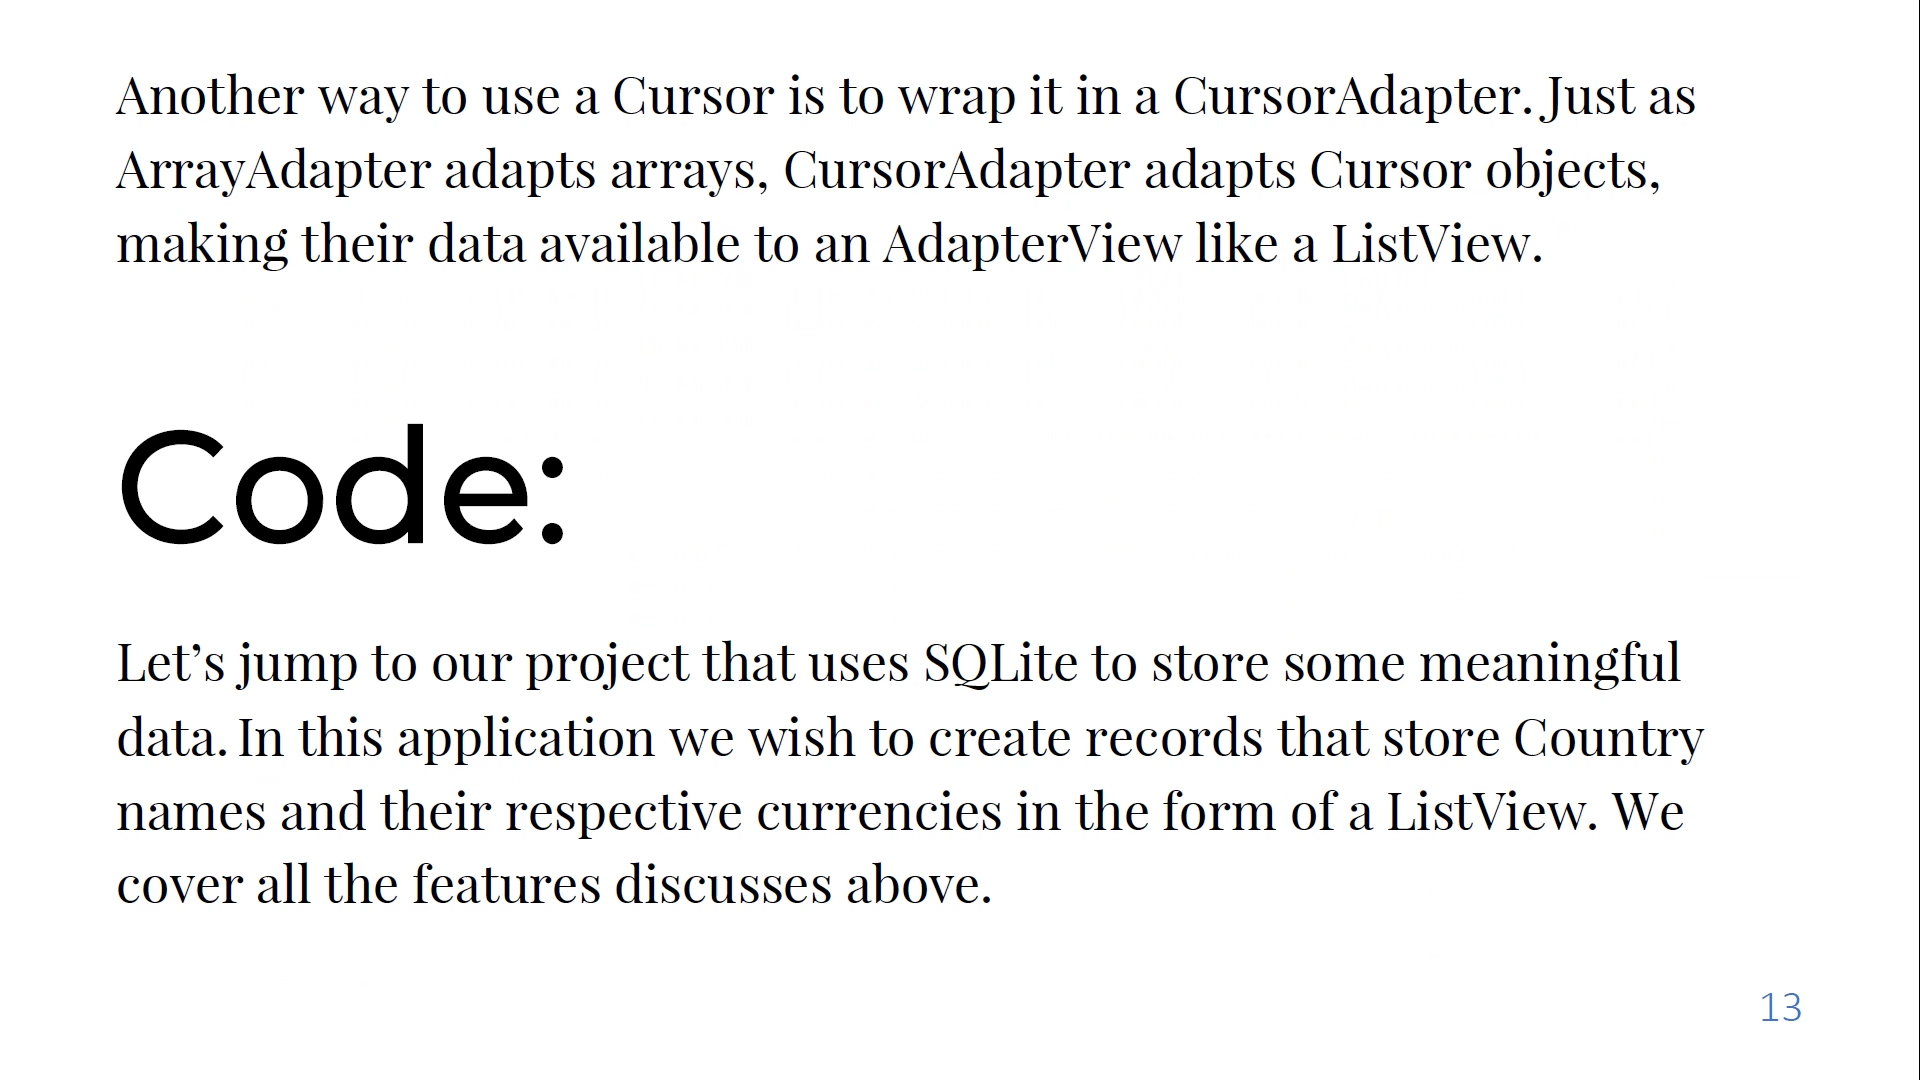 Another way to use a Cursor is to wrap it in a CursorAdapter. Just as
ArrayAdapter adapts arrays, CursorAdapter adapts Cursor objects,
making their data available to an AdapterView like a ListView.
Code:
Let’s jump to our project that uses SQLite to store some meaningful
data. In this application we wish to create records that store Country
names and their respective currencies in the form of a ListView. We
cover all the features discusses above.
13